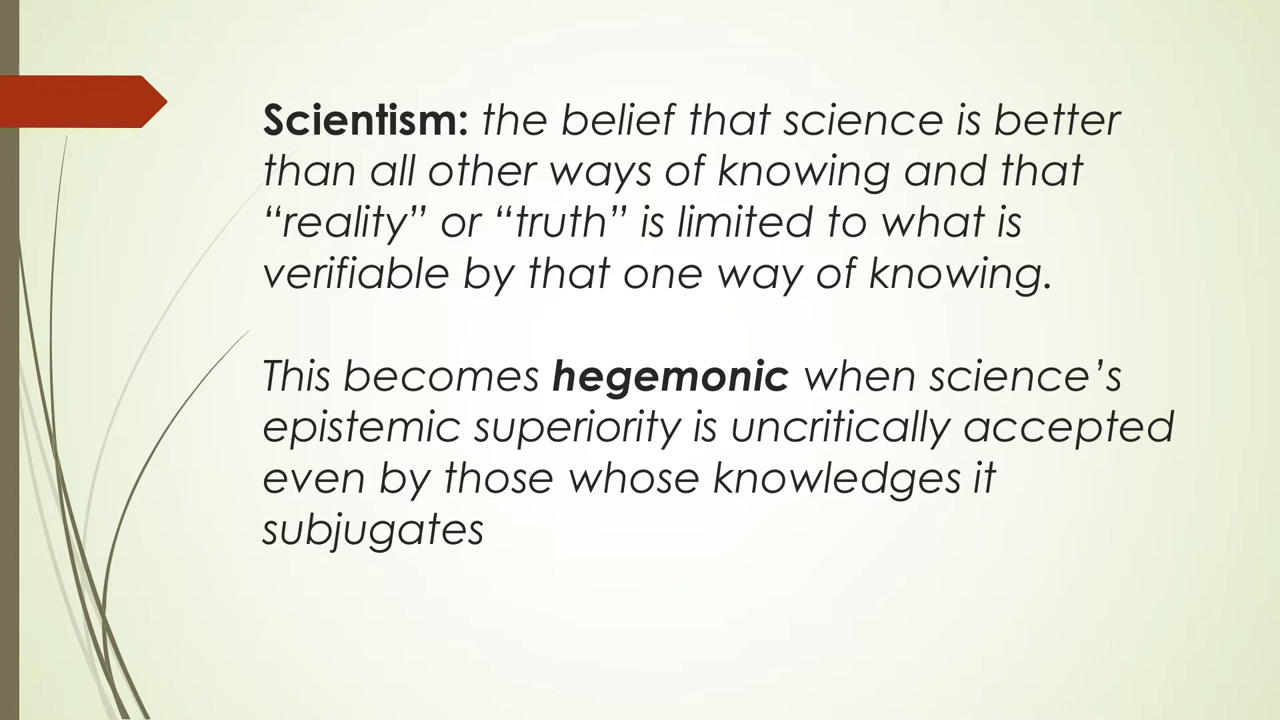 Scientism: the belief that science is better
than all other ways of knowing and that
“reality” or “truth” is limited to what is
verifiable by that one way of knowing.
This becomes hegemonic when science’s
epistemic superiority is uncritically accepted
even by those whose knowledges it
subjugates